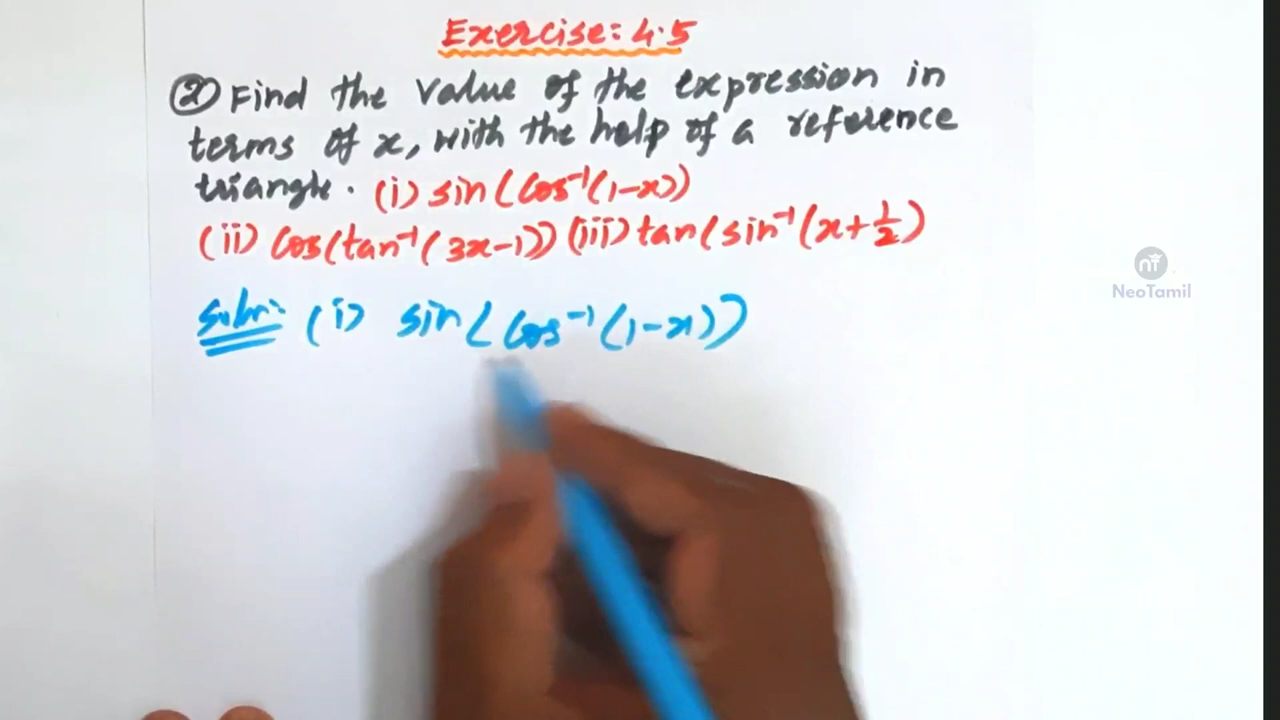 Exercise: 4.5
② Find the value of the expression in
terms of x, with the help of a reference
triangle. (i) sin(cos⁻¹(1-x))
(ii) cos(tan⁻¹(3x-1)) (iii) tan(sin⁻¹(x+1/2)
Soln: (i) sin(cos⁻¹(1-x))
NeoTamil